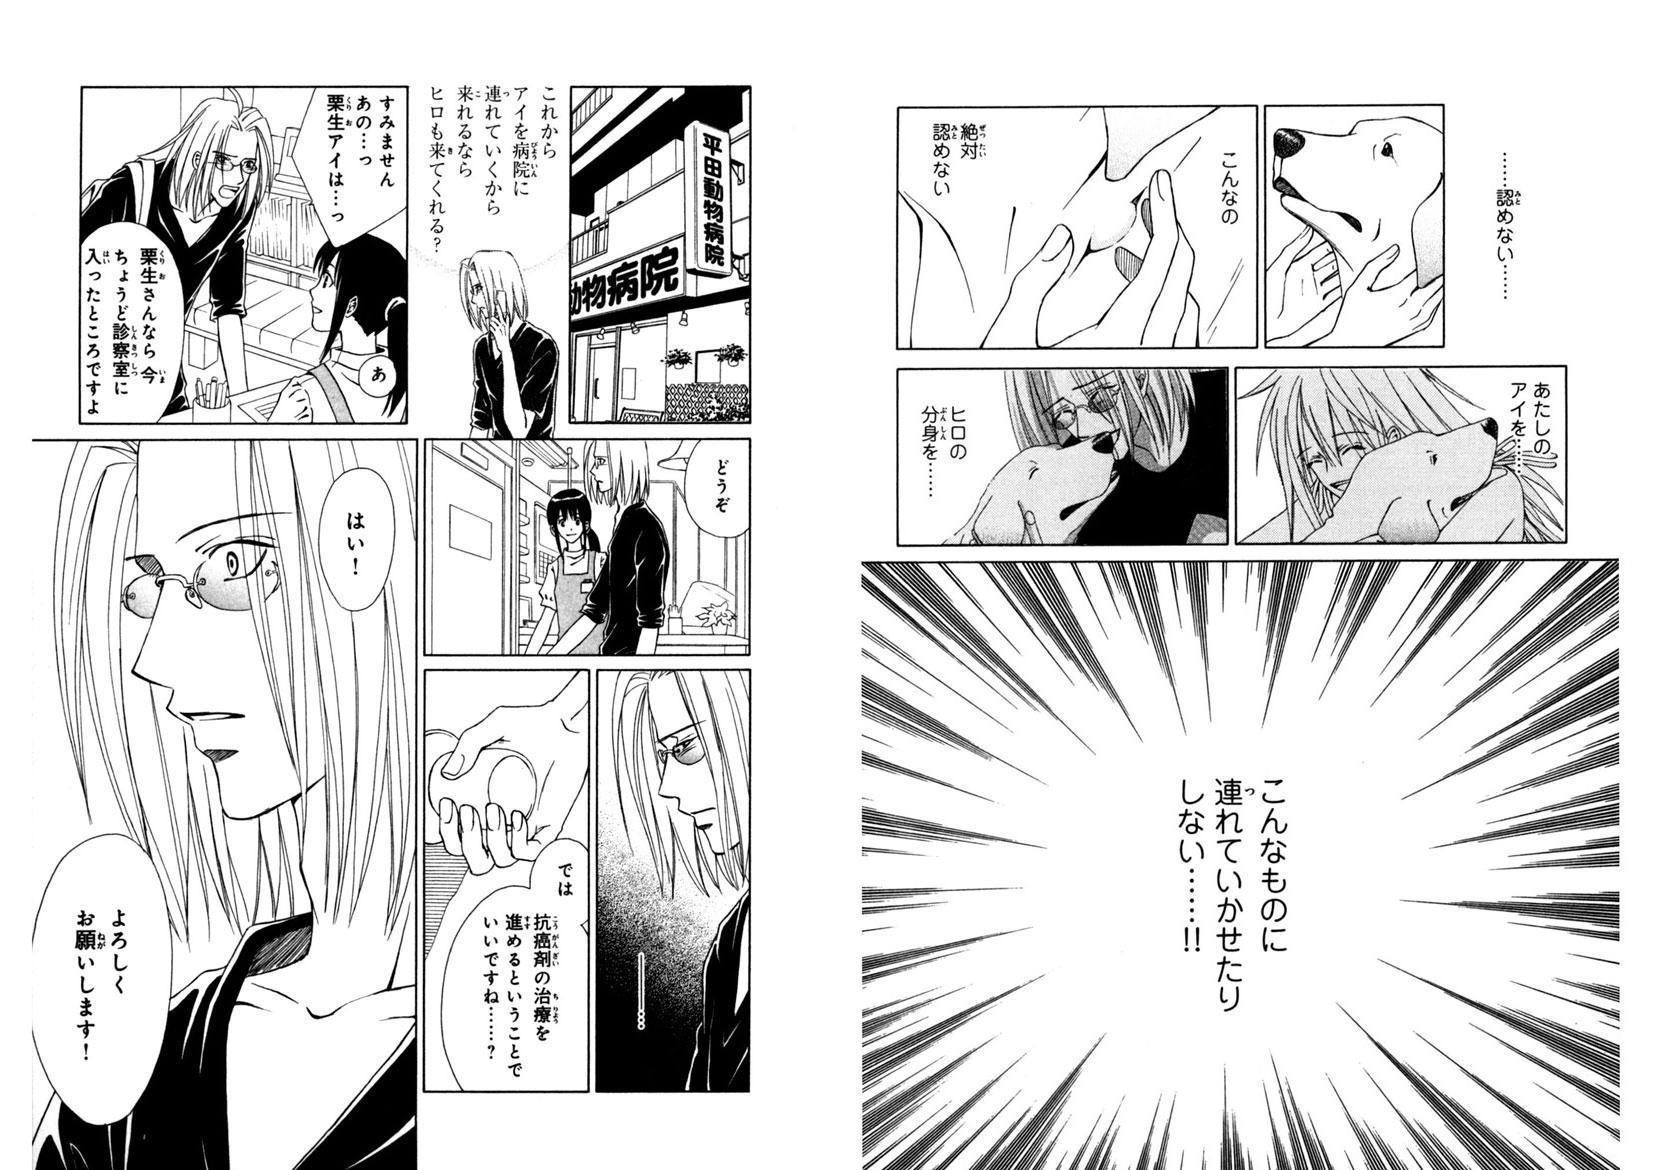 ……認めない……
こんなの
絶対
認めない
あたしの
アイを……
ヒロの
分身を……
こんなものに
連れていかせたり
しない……!!
平田動物病院
動物病院
これから
アイを病院に
連れていくから
来れるなら
ヒロも来てくれる?
すみません
あの…っ
栗生アイは…っ
あ
栗生さんなら今
ちょうど診察室に
入ったところですよ
どうぞ
…………
では
抗癌剤の治療を
進めるということで
いいですね……?
はい!
よろしく
お願いします!